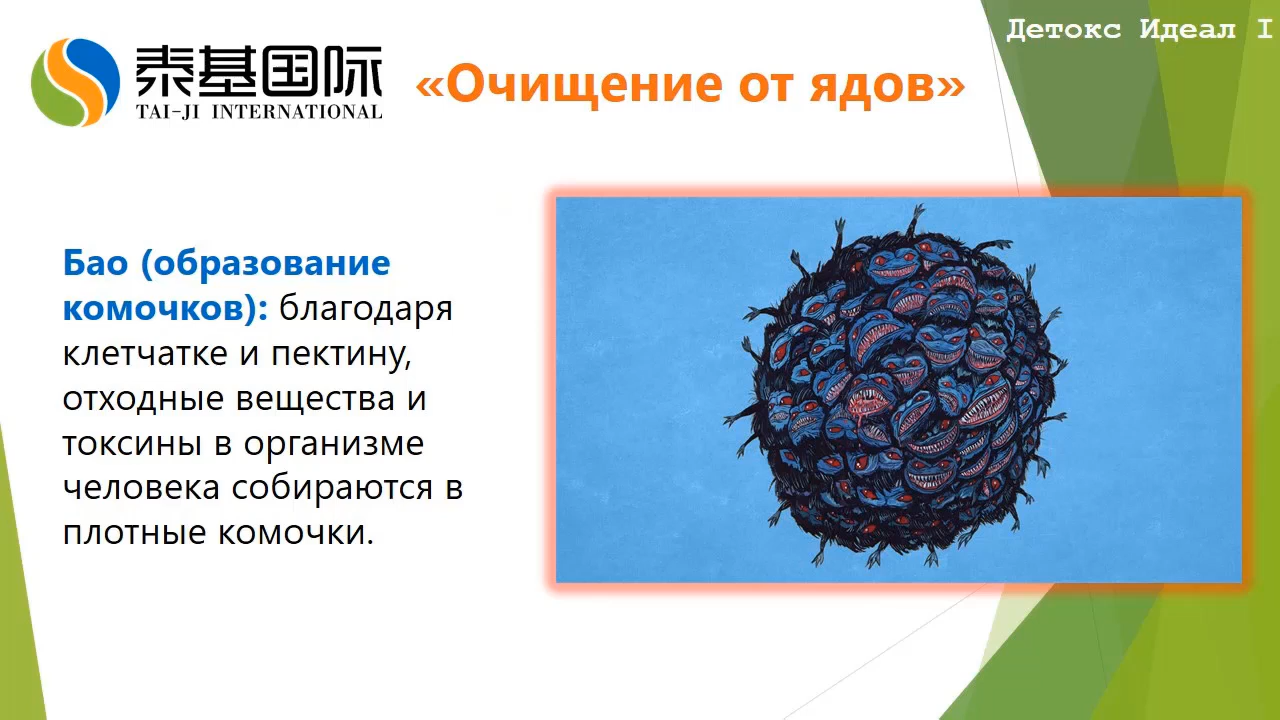 Детокс Идеал I
泰基国际
TAI-JI INTERNATIONAL
«Очищение от ядов»
Бао (образование
комочков): благодаря
клетчатке и пектину,
отходные вещества и
токсины в организме
человека собираются в
плотные комочки.